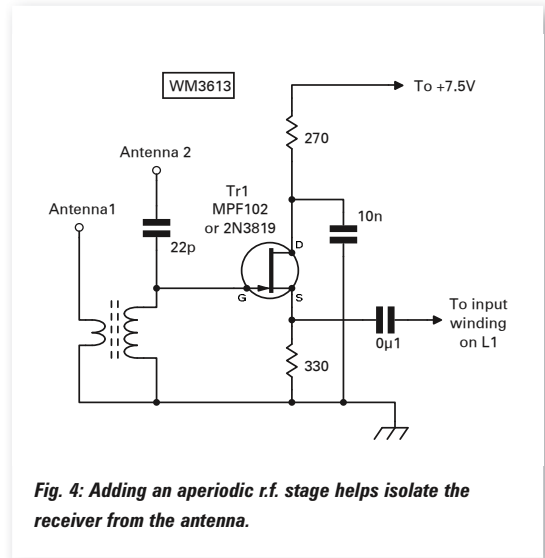 WM3613
To +7.5V
270
Antenna 2
Antenna1
Tr1
MPF102
or 2N3819
10n
22p
D
G
S
To input
winding
on L1
0µ1
330
Fig. 4: Adding an aperiodic r.f. stage helps isolate the
receiver from the antenna.